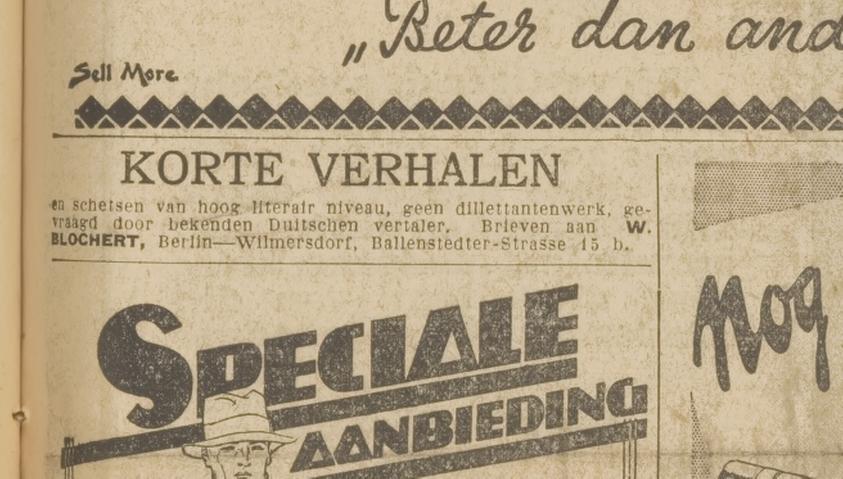 „Beter dan and
Sell More
KORTE VERHALEN
en schetsen van hoog literair niveau, geen dillettantenwerk, ge-
vraagd door bekenden Duitschen vertaler. Brieven aan W.
BLOCHERT, Berlin—Wilmersdorf, Ballenstedter-Strasse 15 b.
Nog
SPECIALE
AANBIEDING